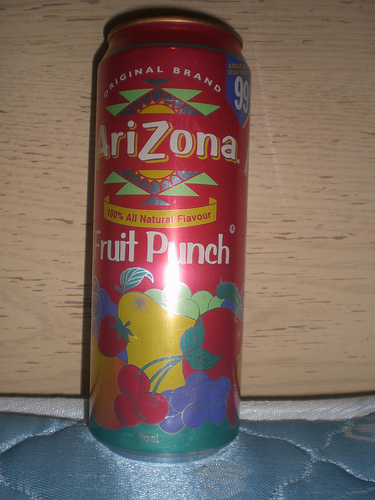 ORIGINAL BRAND
99
AriZona
100% All Natural Flavour
Fruit Punch